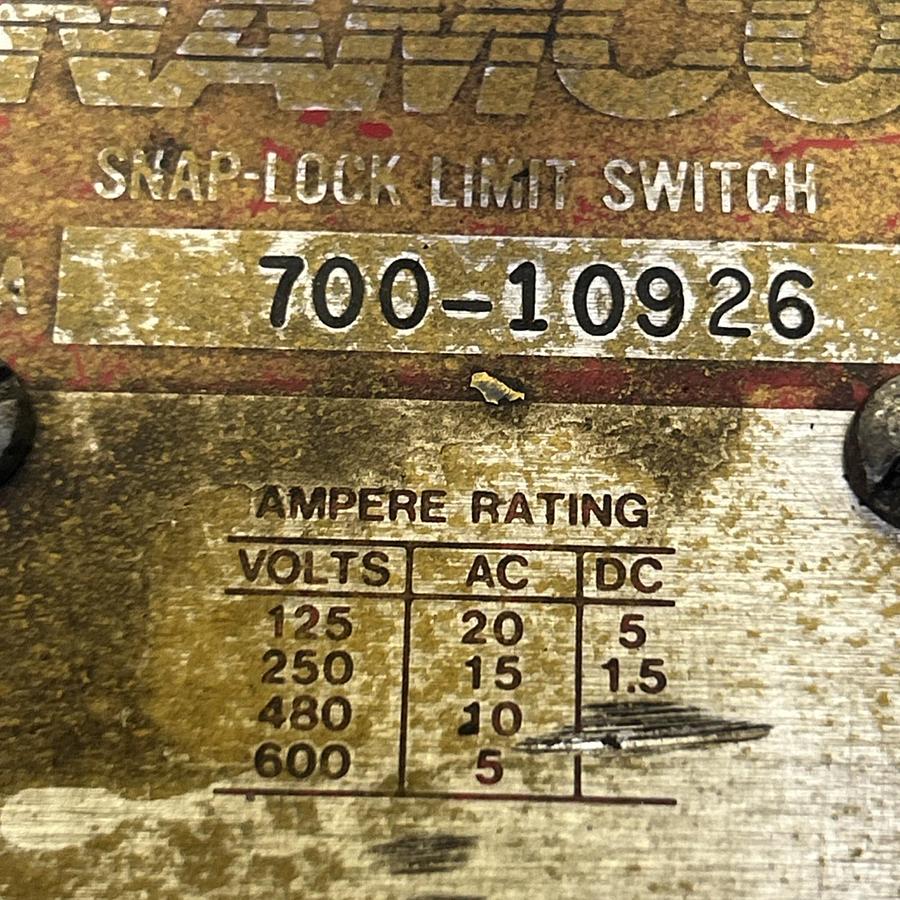 NAMCO
SNAP-LOCK LIMIT SWITCH
700-10926
AMPERE RATING
VOLTS AC DC
125 20 5
250 15 1.5
480 10
600 5